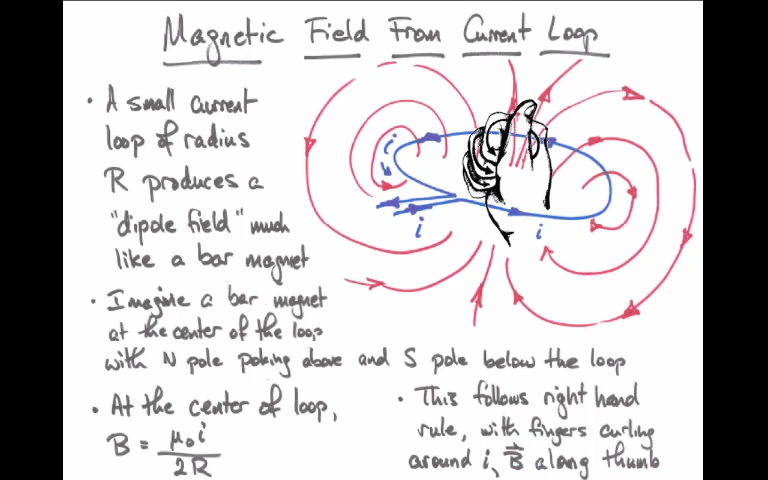 Magnetic Field From Current Loop
• A small current
loop of radius
R produces a
"dipole field" much
like a bar magnet
• Imagine a bar magnet
at the center of the loop
with N pole poking above and S pole below the loop
• At the center of loop,
B = μ₀i / 2R
• This follows right hand
rule, with fingers curling
around i, B⃗ along thumb
i
i
i